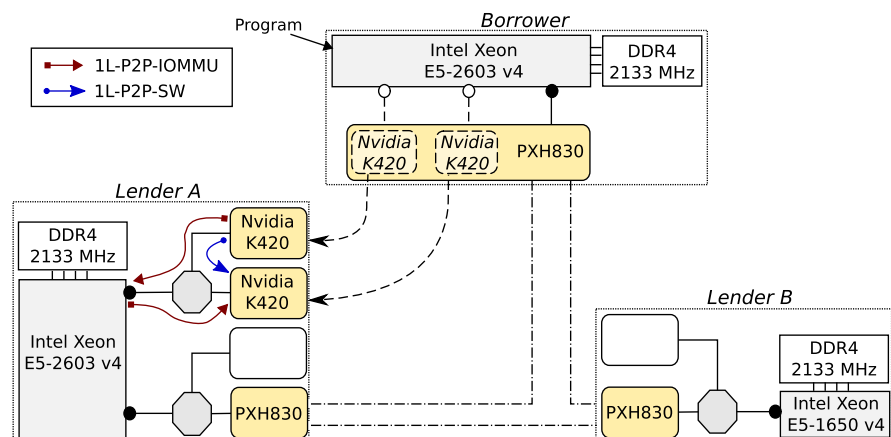 Borrower
Program
Intel Xeon
E5-2603 v4
DDR4
2133 MHz
1L-P2P-IOMMU
1L-P2P-SW
Nvidia
K420
Nvidia
K420
PXH830
Lender A
DDR4
2133 MHz
Nvidia
K420
Nvidia
K420
Intel Xeon
E5-2603 v4
PXH830
Lender B
DDR4
2133 MHz
PXH830
Intel Xeon
E5-1650 v4